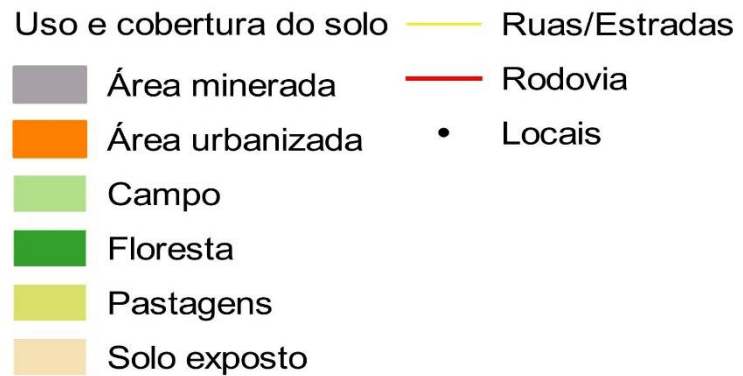 Uso e cobertura do solo
Área minerada
Área urbanizada
Campo
Floresta
Pastagens
Solo exposto
Ruas/Estradas
Rodovia
Locais